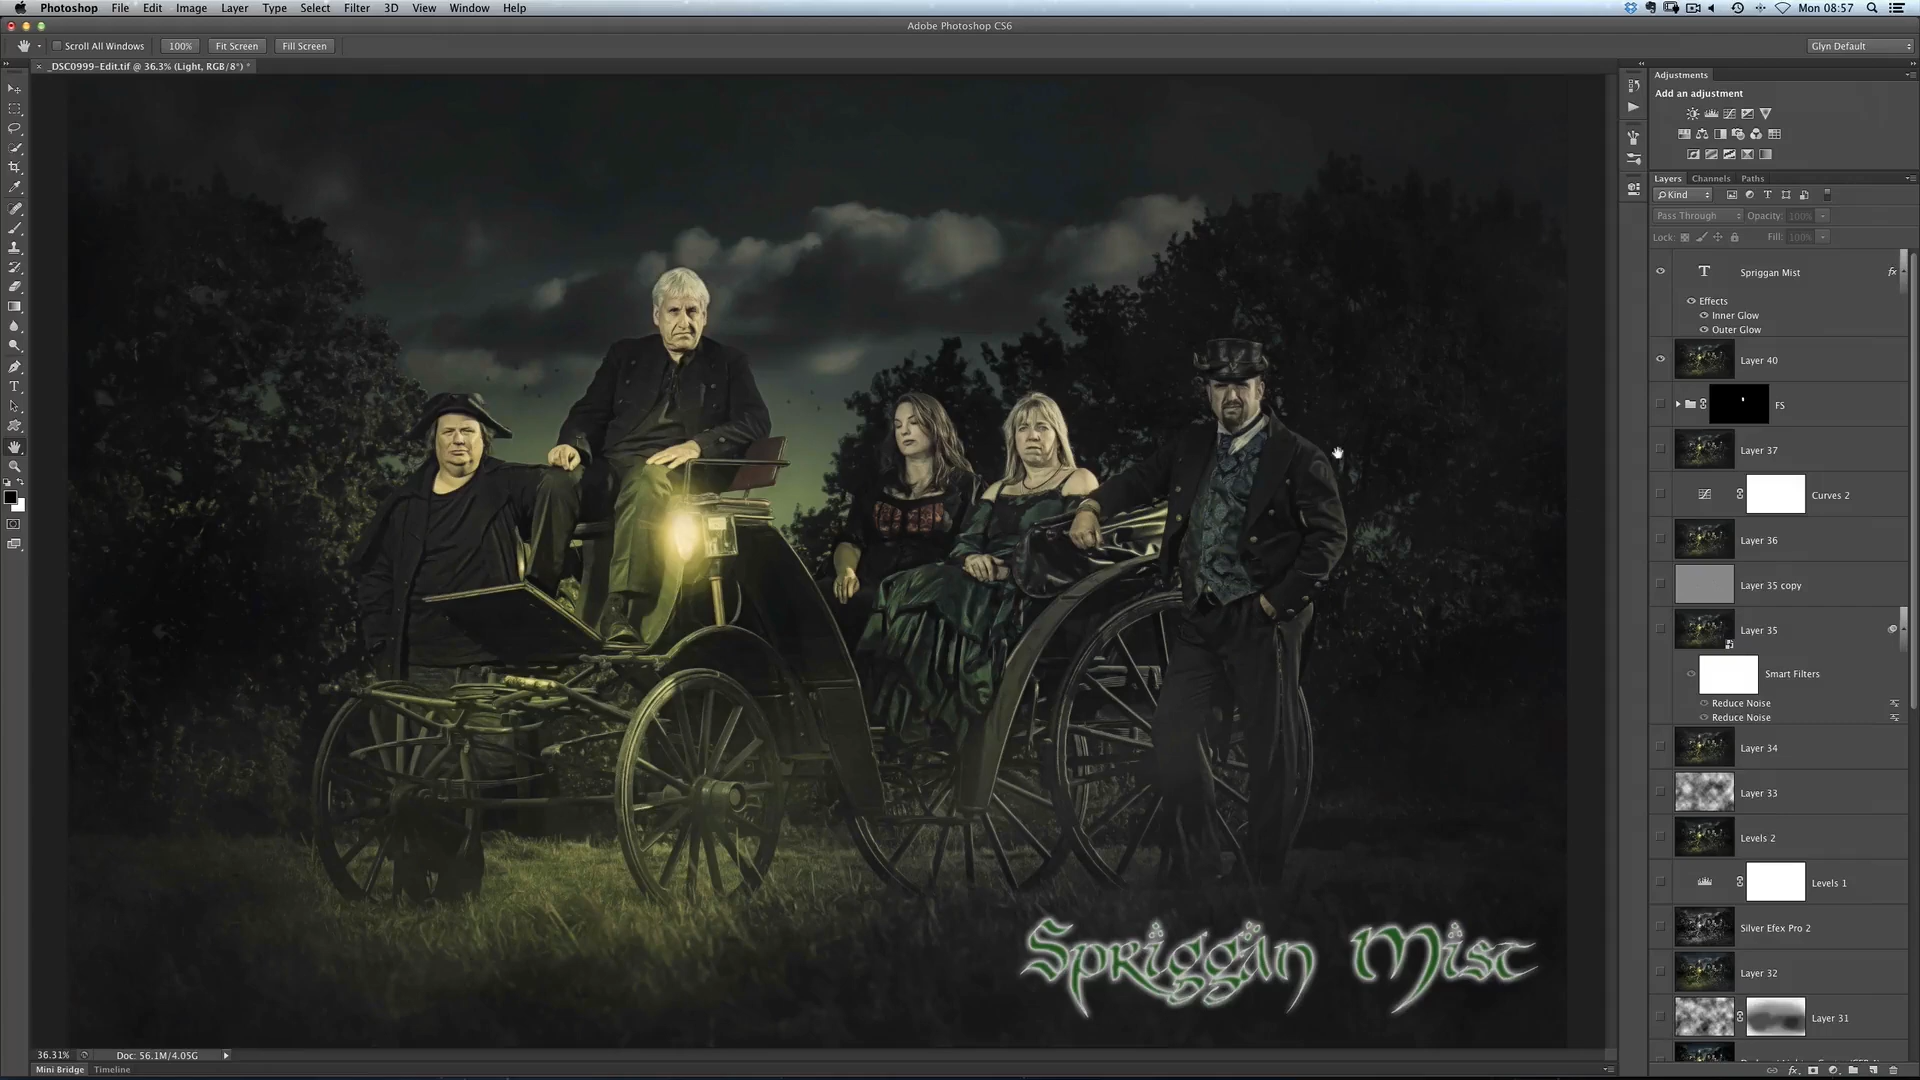 Photoshop File Edit Image Layer Type Select Filter 3D View Window Help
Mon 08:57
Adobe Photoshop CS6
Scroll All Windows 100% Fit Screen Fill Screen
Glyn Default
_DSC0999-Edit.tif @ 36.3% (Light, RGB/8*) *
Adjustments
Add an adjustment
Layers Channels Paths
Kind
Pass Through Opacity: 100%
Lock: Fill: 100%
T Spriggan Mist fx
Effects
Inner Glow
Outer Glow
Layer 40
FS
Layer 37
Curves 2
Layer 36
Layer 35 copy
Layer 35
Smart Filters
Reduce Noise
Reduce Noise
Layer 34
Layer 33
Levels 2
Levels 1
Silver Efex Pro 2
Layer 32
Layer 31
Spriggan Mist
36.31% Doc: 56.1M/4.05G
Mini Bridge Timeline